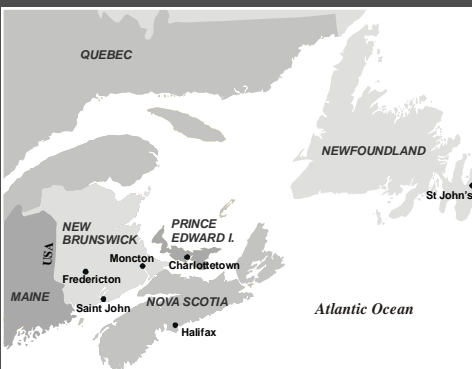 QUEBEC
NEWFOUNDLAND
St John's
NEW
BRUNSWICK
PRINCE
EDWARD I.
USA
Moncton
Charlottetown
Fredericton
MAINE
Saint John
NOVA SCOTIA
Atlantic Ocean
Halifax